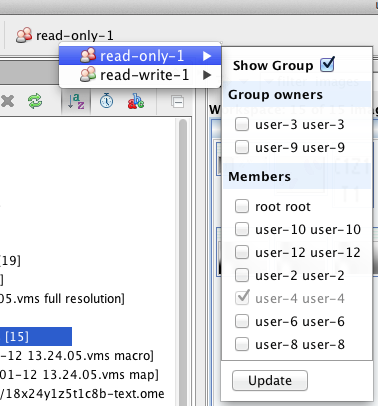 read-only-1
read-only-1
read-write-1
Show Group
Group owners
user-3 user-3
user-9 user-9
Members
root root
user-10 user-10
user-12 user-12
user-2 user-2
user-4 user-4
user-6 user-6
user-8 user-8
Update
a
z
[19]
]
05.vms full resolution]
[15]
-12 13.24.05.vms macro]
01-12 13.24.05.vms map]
/18x24y1z5t1c8b-text.ome